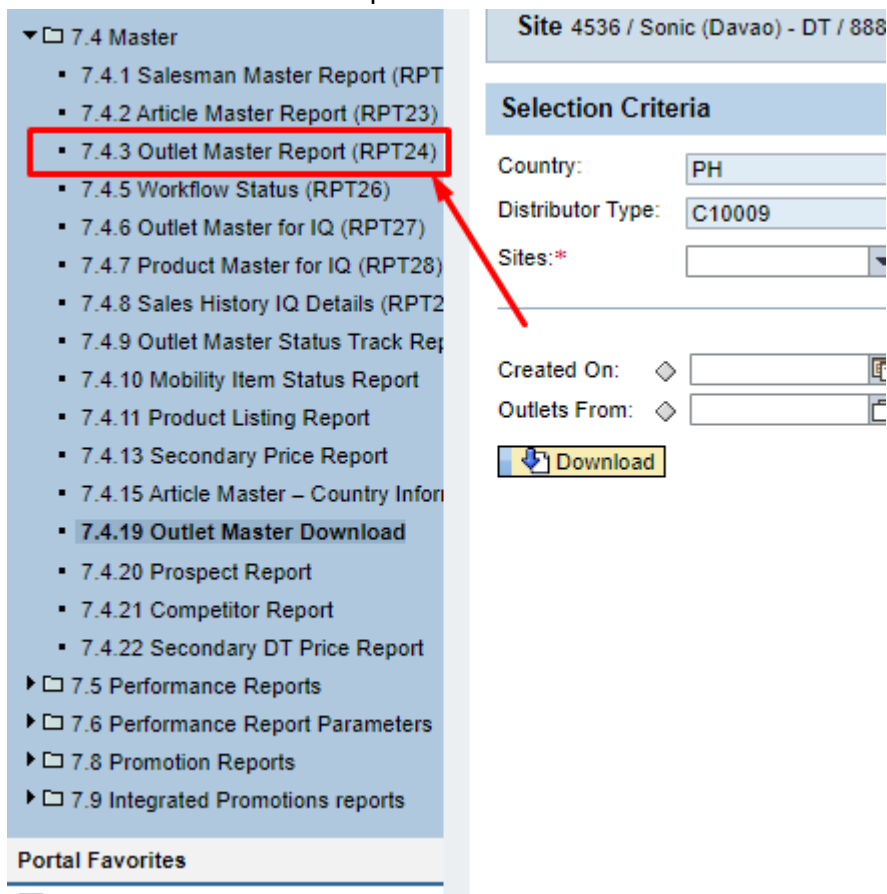 7.4 Master
7.4.1 Salesman Master Report (RPT
7.4.2 Article Master Report (RPT23)
7.4.3 Outlet Master Report (RPT24)
7.4.5 Workflow Status (RPT26)
7.4.6 Outlet Master for IQ (RPT27)
7.4.7 Product Master for IQ (RPT28)
7.4.8 Sales History IQ Details (RPT2
7.4.9 Outlet Master Status Track Rep
7.4.10 Mobility Item Status Report
7.4.11 Product Listing Report
7.4.13 Secondary Price Report
7.4.15 Article Master – Country Infor
7.4.19 Outlet Master Download
7.4.20 Prospect Report
7.4.21 Competitor Report
7.4.22 Secondary DT Price Report
7.5 Performance Reports
7.6 Performance Report Parameters
7.8 Promotion Reports
7.9 Integrated Promotions reports
Portal Favorites
Site 4536 / Sonic (Davao) - DT / 888
Selection Criteria
Country: PH
Distributor Type: C10009
Sites:*
Created On:
Outlets From:
Download